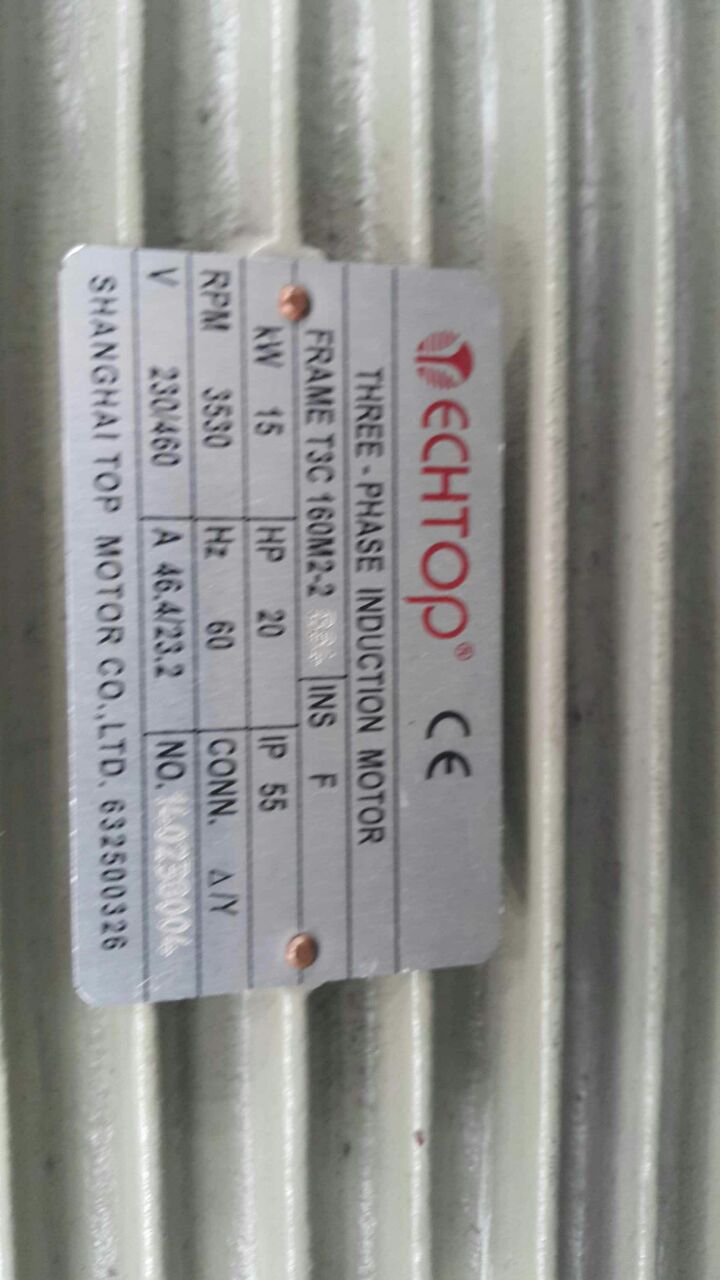 TECHTOP® CE
THREE-PHASE INDUCTION MOTOR
FRAME T3C 160M2-2 INS F
kW 15 HP 20 IP 55
RPM 3530 Hz 60 CONN. Δ/Y
V 230/460 A 46.4/23.2 NO.
SHANGHAI TOP MOTOR CO.,LTD. 632500326